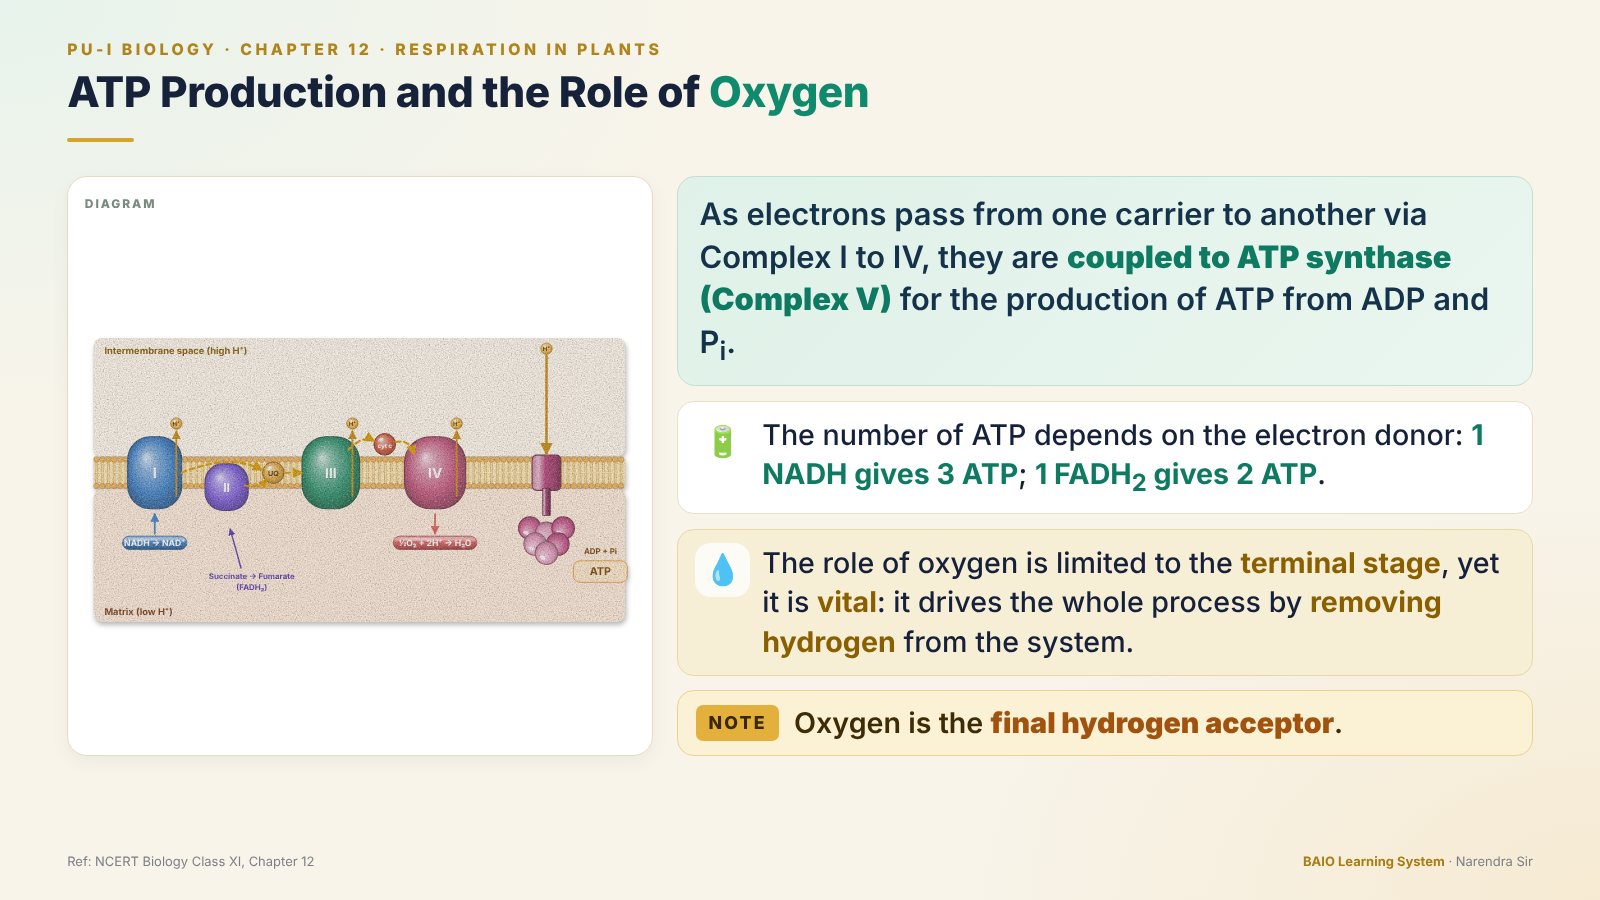 PU-I BIOLOGY · CHAPTER 12 · RESPIRATION IN PLANTS
ATP Production and the Role of Oxygen
DIAGRAM
Intermembrane space (high H⁺)
H⁺
H⁺
H⁺
H⁺
cyt c
I
II
UQ
III
IV
NADH → NAD⁺
½O₂ + 2H⁺ → H₂O
Succinate → Fumarate
(FADH₂)
ADP + Pi
ATP
Matrix (low H⁺)
As electrons pass from one carrier to another via
Complex I to IV, they are coupled to ATP synthase
(Complex V) for the production of ATP from ADP and
Pᵢ.
The number of ATP depends on the electron donor: 1
NADH gives 3 ATP; 1 FADH₂ gives 2 ATP.
The role of oxygen is limited to the terminal stage, yet
it is vital: it drives the whole process by removing
hydrogen from the system.
NOTE Oxygen is the final hydrogen acceptor.
Ref: NCERT Biology Class XI, Chapter 12
BAIO Learning System · Narendra Sir